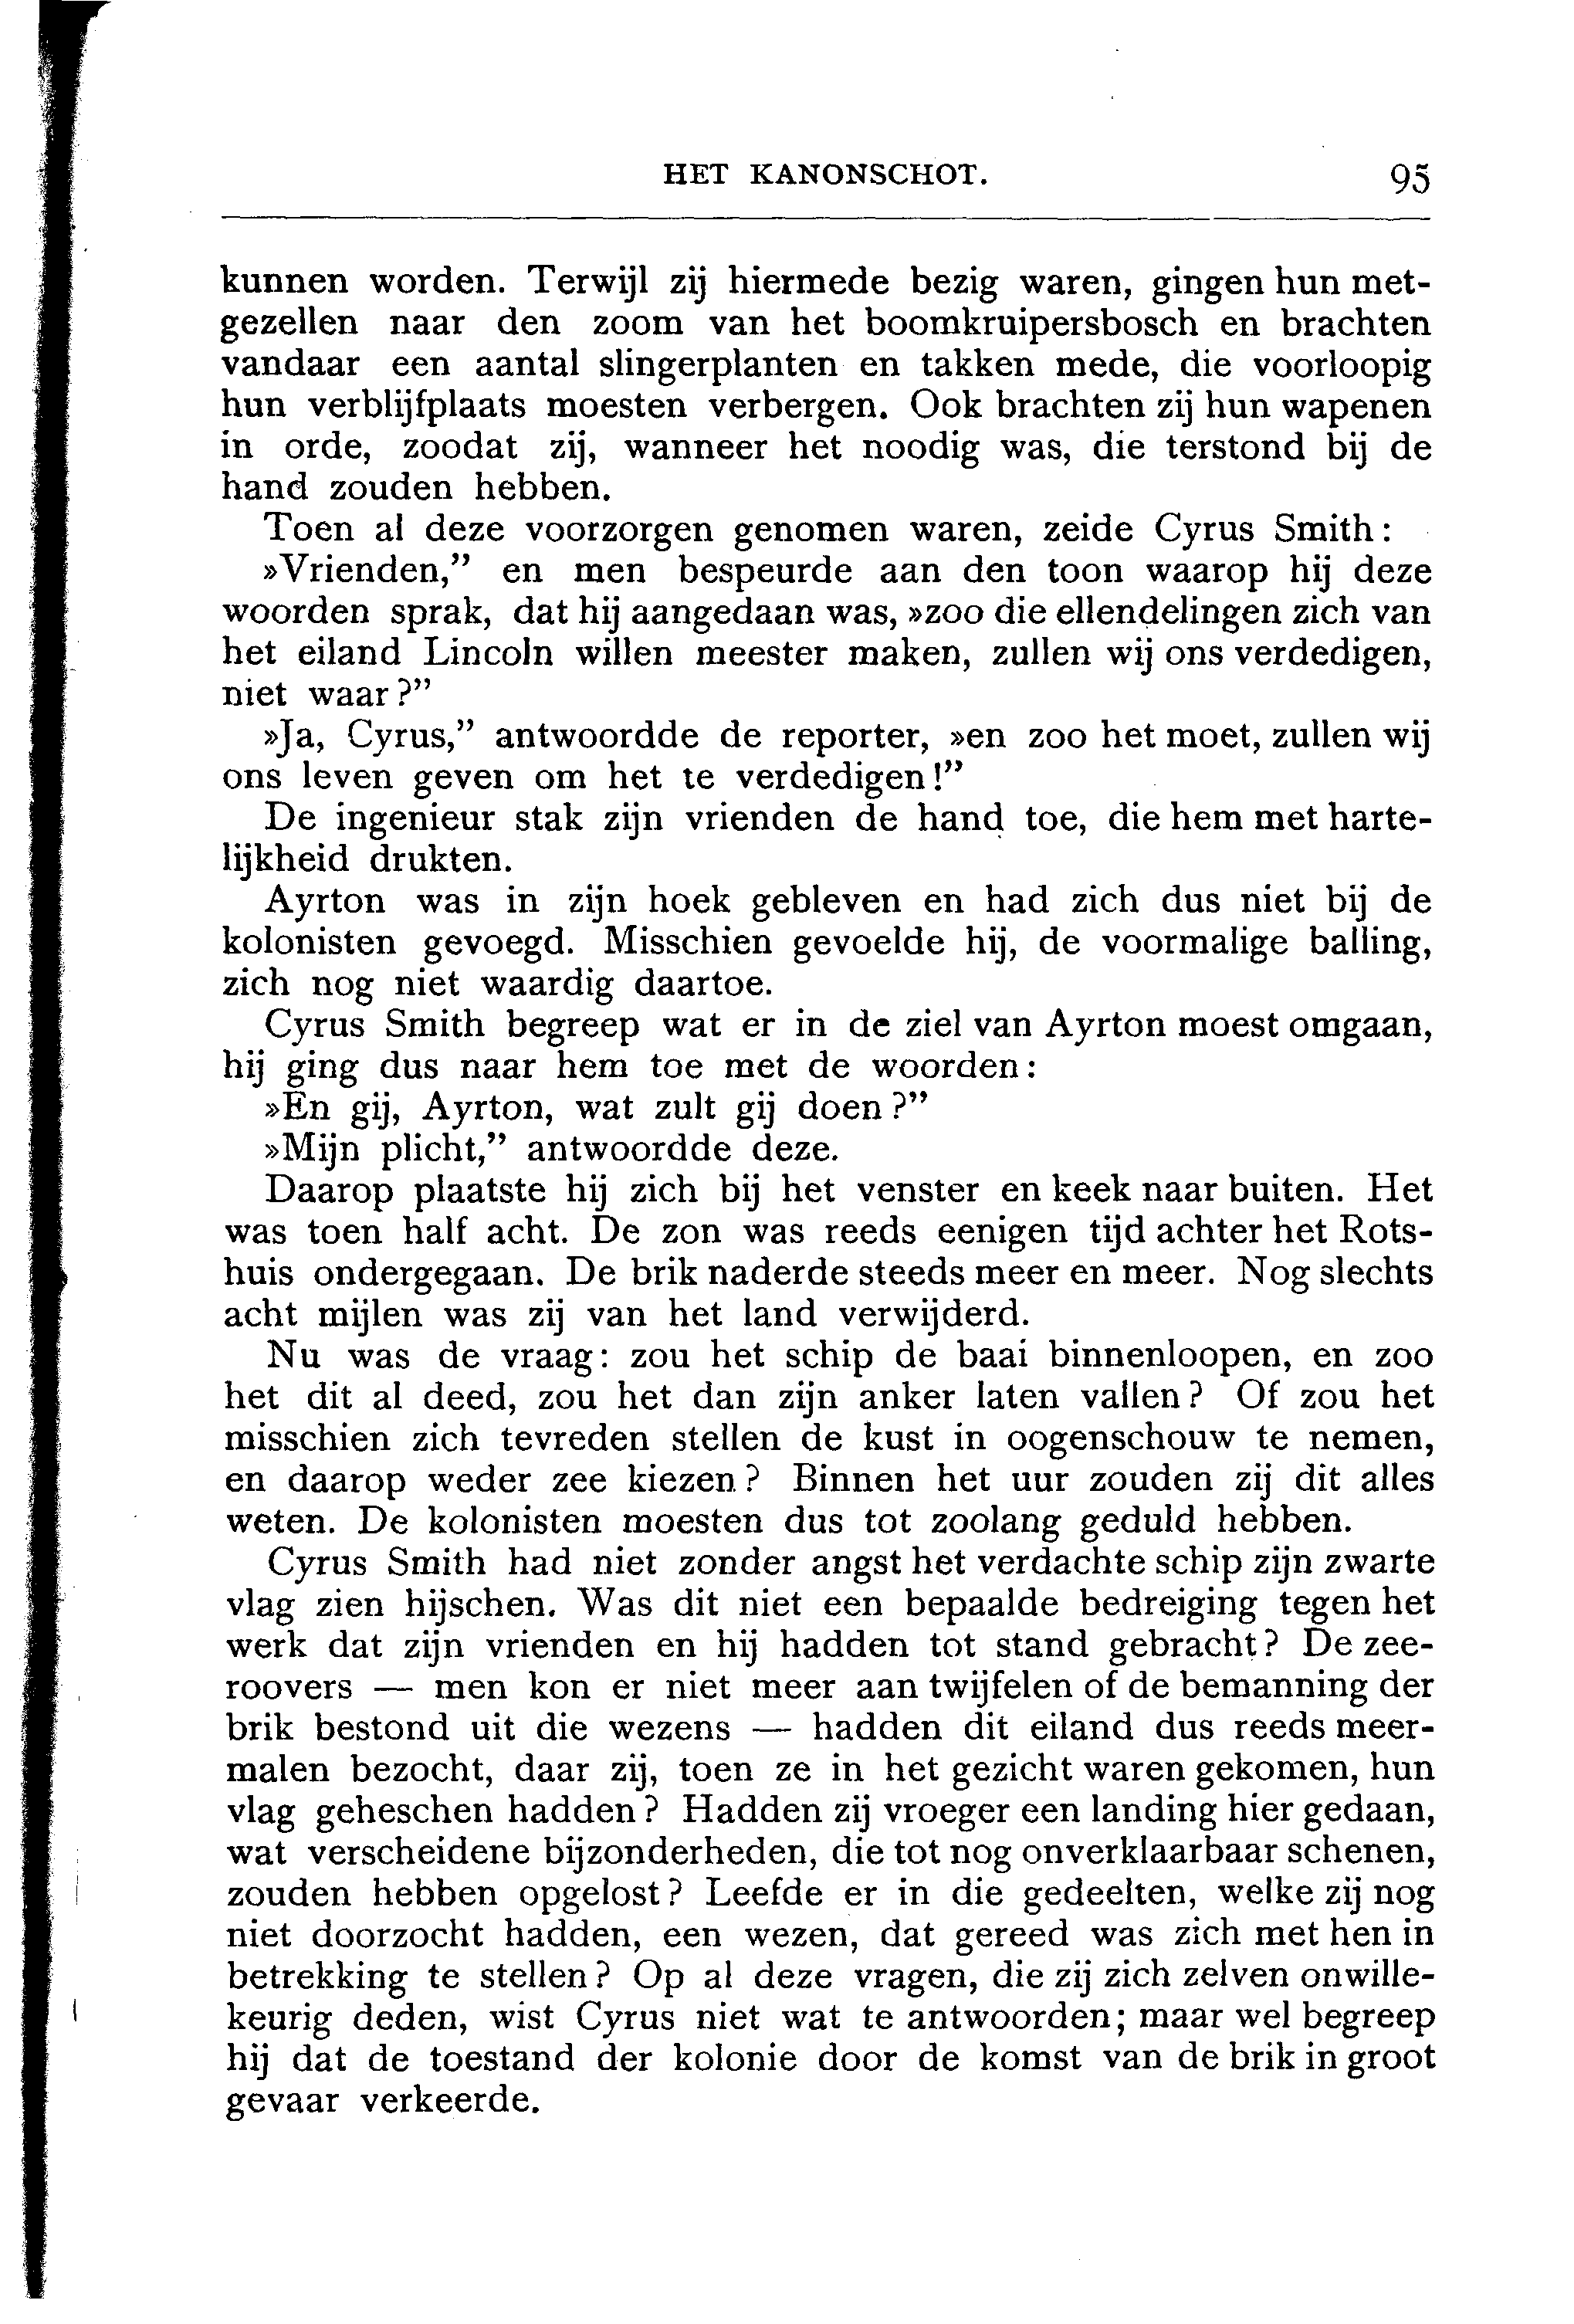 HET KANONSCHOT. 95
kunnen worden. Terwijl zij hiermede bezig waren, gingen hun met-
gezellen naar den zoom van het boomkruipersbosch en brachten
vandaar een aantal slingerplanten en takken mede, die voorloopig
hun verblijfplaats moesten verbergen. Ook brachten zij hun wapenen
in orde, zoodat zij, wanneer het noodig was, die terstond bij de
hand zouden hebben.
Toen al deze voorzorgen genomen waren, zeide Cyrus Smith:
»Vrienden,” en men bespeurde aan den toon waarop hij deze
woorden sprak, dat hij aangedaan was, »zoo die ellendelingen zich van
het eiland Lincoln willen meester maken, zullen wij ons verdedigen,
niet waar?”
»Ja, Cyrus,” antwoordde de reporter, »en zoo het moet, zullen wij
ons leven geven om het te verdedigen!”
De ingenieur stak zijn vrienden de hand toe, die hem met harte-
lijkheid drukten.
Ayrton was in zijn hoek gebleven en had zich dus niet bij de
kolonisten gevoegd. Misschien gevoelde hij, de voormalige balling,
zich nog niet waardig daartoe.
Cyrus Smith begreep wat er in de ziel van Ayrton moest omgaan,
hij ging dus naar hem toe met de woorden:
»En gij, Ayrton, wat zult gij doen?”
»Mijn plicht,” antwoordde deze.
Daarop plaatste hij zich bij het venster en keek naar buiten. Het
was toen half acht. De zon was reeds eenigen tijd achter het Rots-
huis ondergegaan. De brik naderde steeds meer en meer. Nog slechts
acht mijlen was zij van het land verwijderd.
Nu was de vraag: zou het schip de baai binnenloopen, en zoo
het dit al deed, zou het dan zijn anker laten vallen? Of zou het
misschien zich tevreden stellen de kust in oogenschouw te nemen,
en daarop weder zee kiezen? Binnen het uur zouden zij dit alles
weten. De kolonisten moesten dus tot zoolang geduld hebben.
Cyrus Smith had niet zonder angst het verdachte schip zijn zwarte
vlag zien hijschen. Was dit niet een bepaalde bedreiging tegen het
werk dat zijn vrienden en hij hadden tot stand gebracht? De zee-
roovers — men kon er niet meer aan twijfelen of de bemanning der
brik bestond uit die wezens — hadden dit eiland dus reeds meer-
malen bezocht, daar zij, toen ze in het gezicht waren gekomen, hun
vlag geheschen hadden? Hadden zij vroeger een landing hier gedaan,
wat verscheidene bijzonderheden, die tot nog onverklaarbaar schenen,
zouden hebben opgelost? Leefde er in die gedeelten, welke zij nog
niet doorzocht hadden, een wezen, dat gereed was zich met hen in
betrekking te stellen? Op al deze vragen, die zij zich zelven onwille-
keurig deden, wist Cyrus niet wat te antwoorden; maar wel begreep
hij dat de toestand der kolonie door de komst van de brik in groot
gevaar verkeerde.